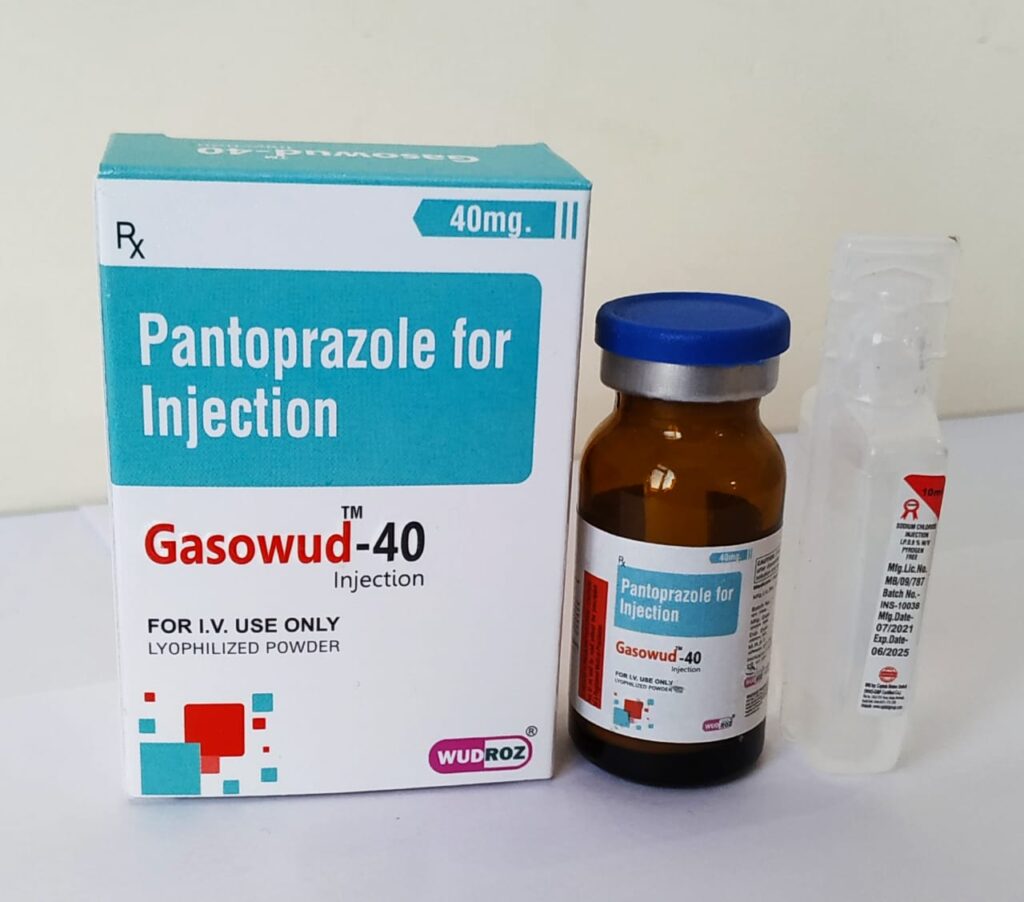 Gasowud-40
Injection
Rx
40mg.
Pantoprazole for
Injection
Gasowud™-40
Injection
FOR I.V. USE ONLY
LYOPHILIZED POWDER
WUDROZ®
Rx
40mg.
Pantoprazole for
Injection
Gasowud™-40
Injection
FOR I.V. USE ONLY
LYOPHILIZED POWDER
WUDROZ
10m
SODIUM CHLORIDE
INJECTION
I.P. 0.9 % W/V
PYROGEN
FREE
Mfg.Lic.No.
MB/09/787
Batch No.-
INS-10038
Mfg.Date-
07/2021
Exp.Date-
06/2025